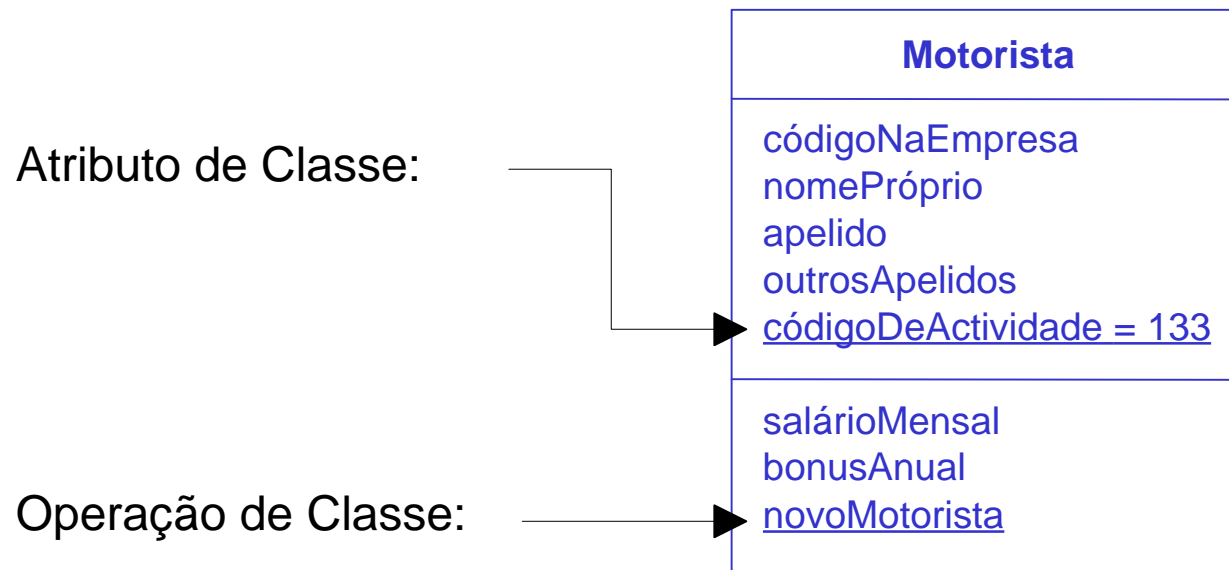 Motorista
Atributo de Classe:
códigoNaEmpresa
nomePróprio
apelido
outrosApelidos
códigoDeActividade = 133
salárioMensal
bonusAnual
Operação de Classe:
novoMotorista